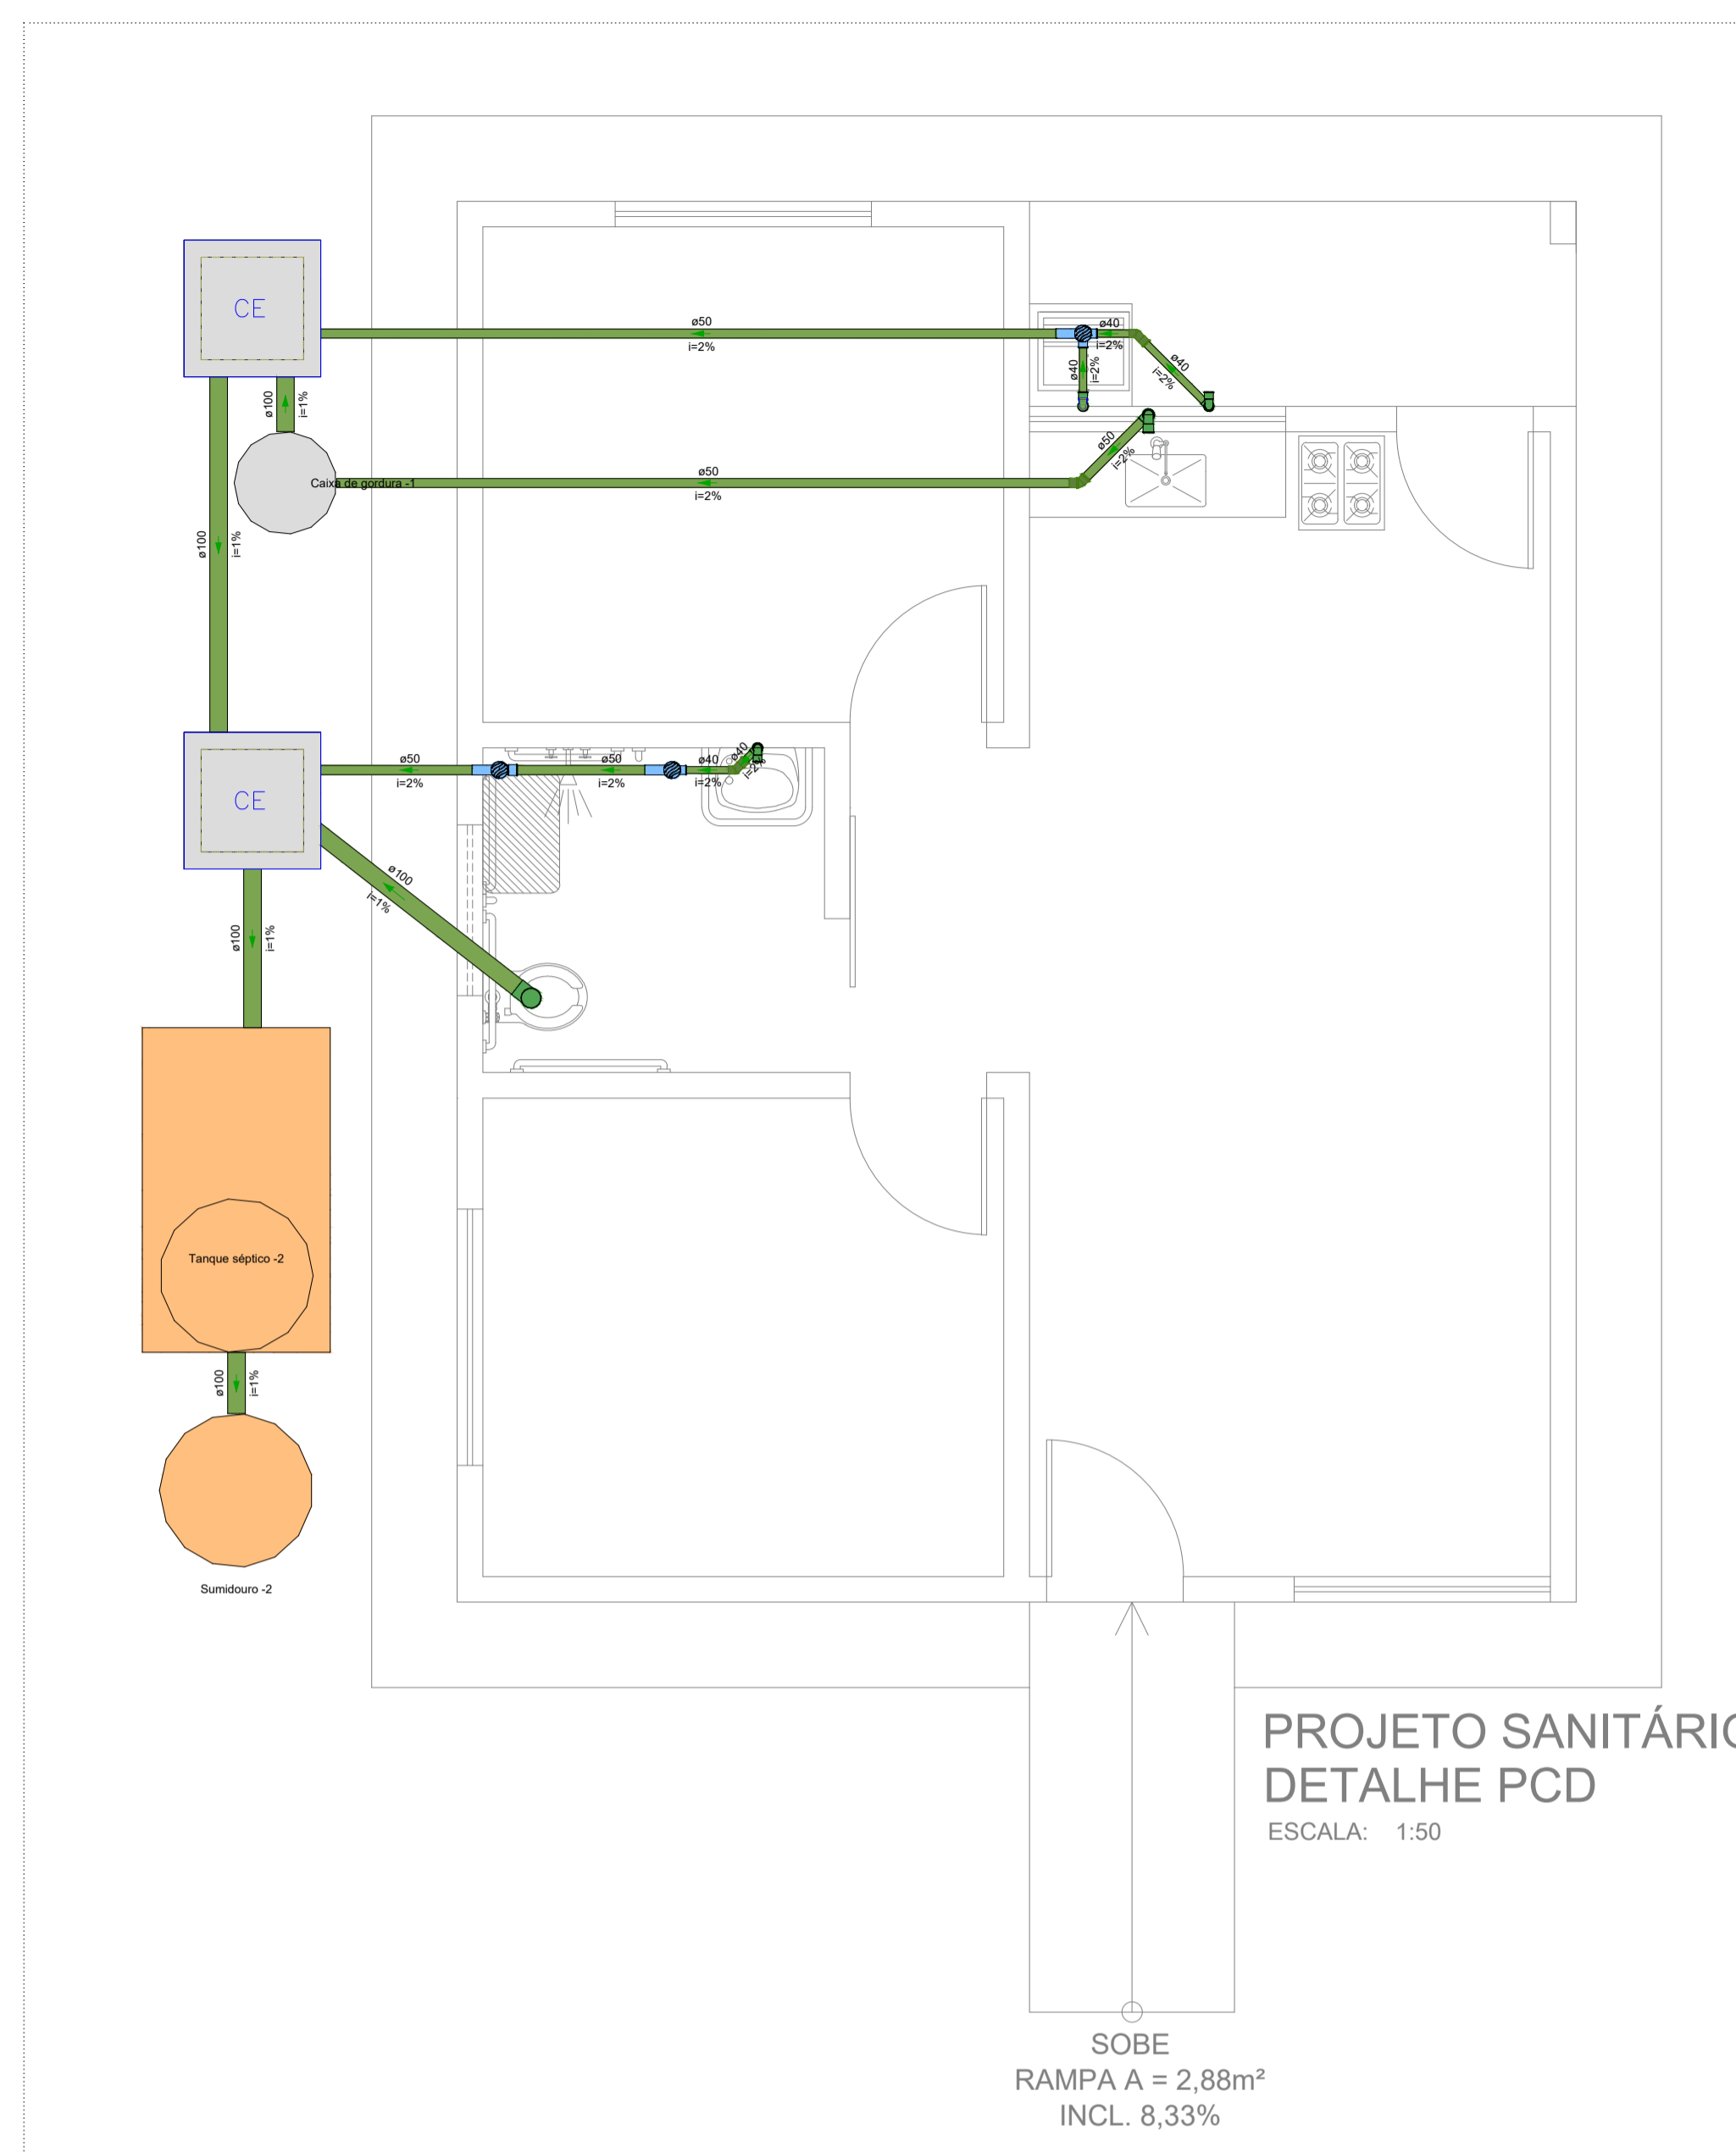 CE
ø50
i=2%
ø40
i=2%
ø40
i=2%
ø40
i=2%
ø100
i=1%
ø50
i=2%
Caixa de gordura -1
ø50
i=2%
ø100
i=1%
CE
ø50
i=2%
ø50
i=2%
ø40
i=2%
ø40
i=2%
ø100
i=1%
ø100
i=1%
Tanque séptico -2
ø100
i=1%
Sumidouro -2
PROJETO SANITÁRIO
DETALHE PCD
ESCALA: 1:50
SOBE
RAMPA A = 2,88m²
INCL. 8,33%